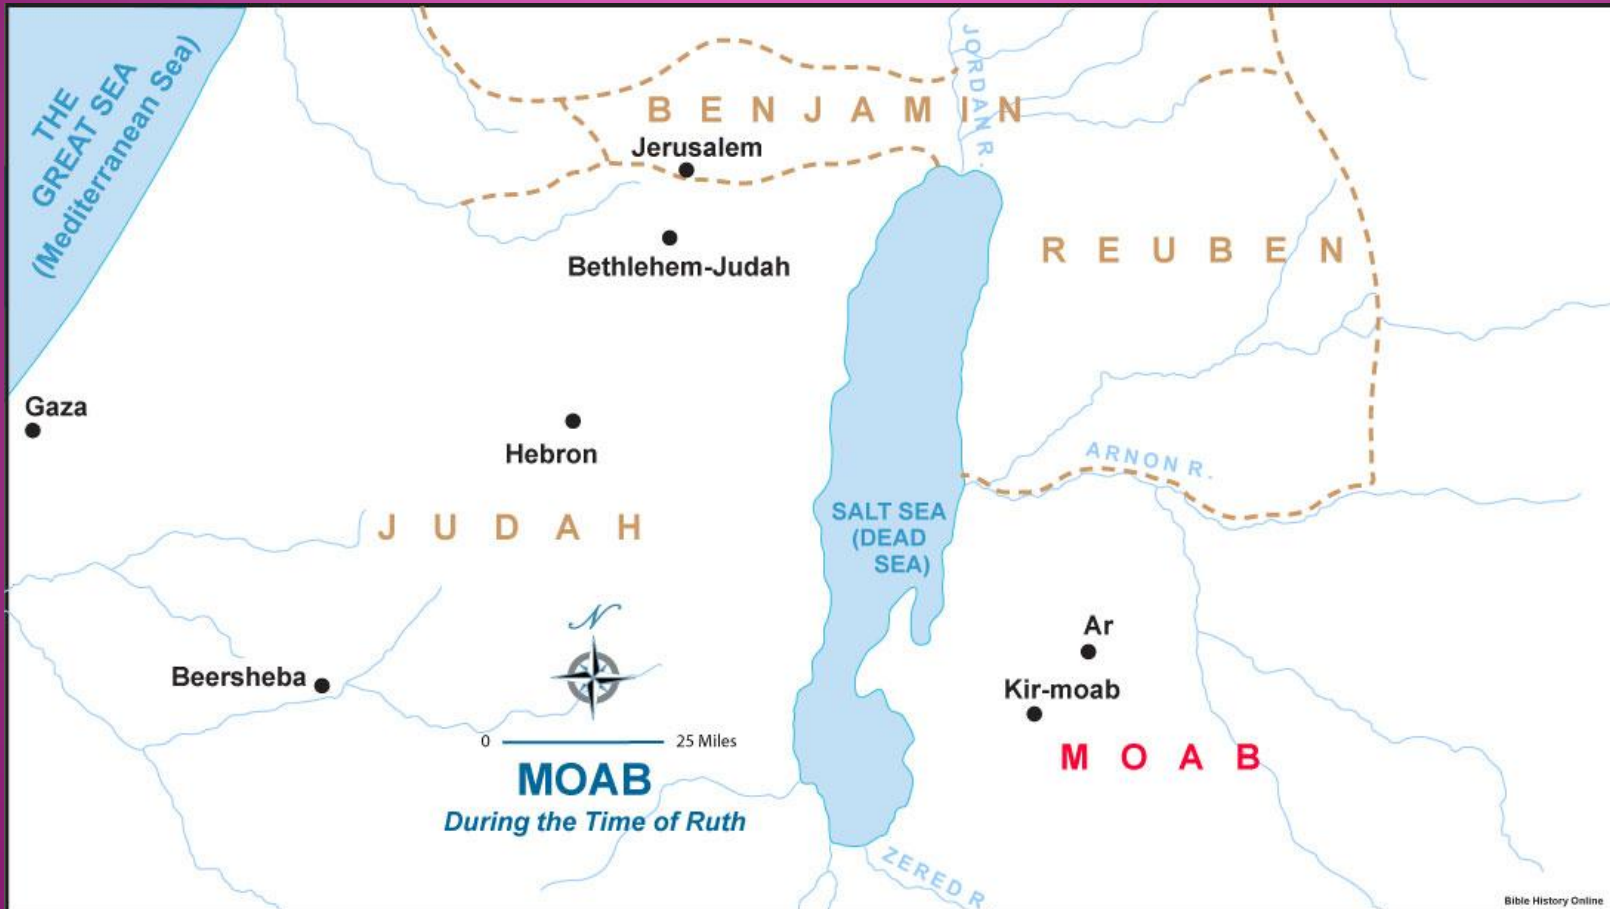 THE
GREAT SEA
(Mediterranean Sea)
JORDAN R.
BENJAMIN
Jerusalem
REUBEN
Bethlehem-Judah
Gaza
Hebron
ARNON R.
JUDAH
SALT SEA
(DEAD
SEA)
N
Ar
Beersheba
Kir-moab
0 25 Miles
MOAB
MOAB
During the Time of Ruth
ZERED R
Bible History Online